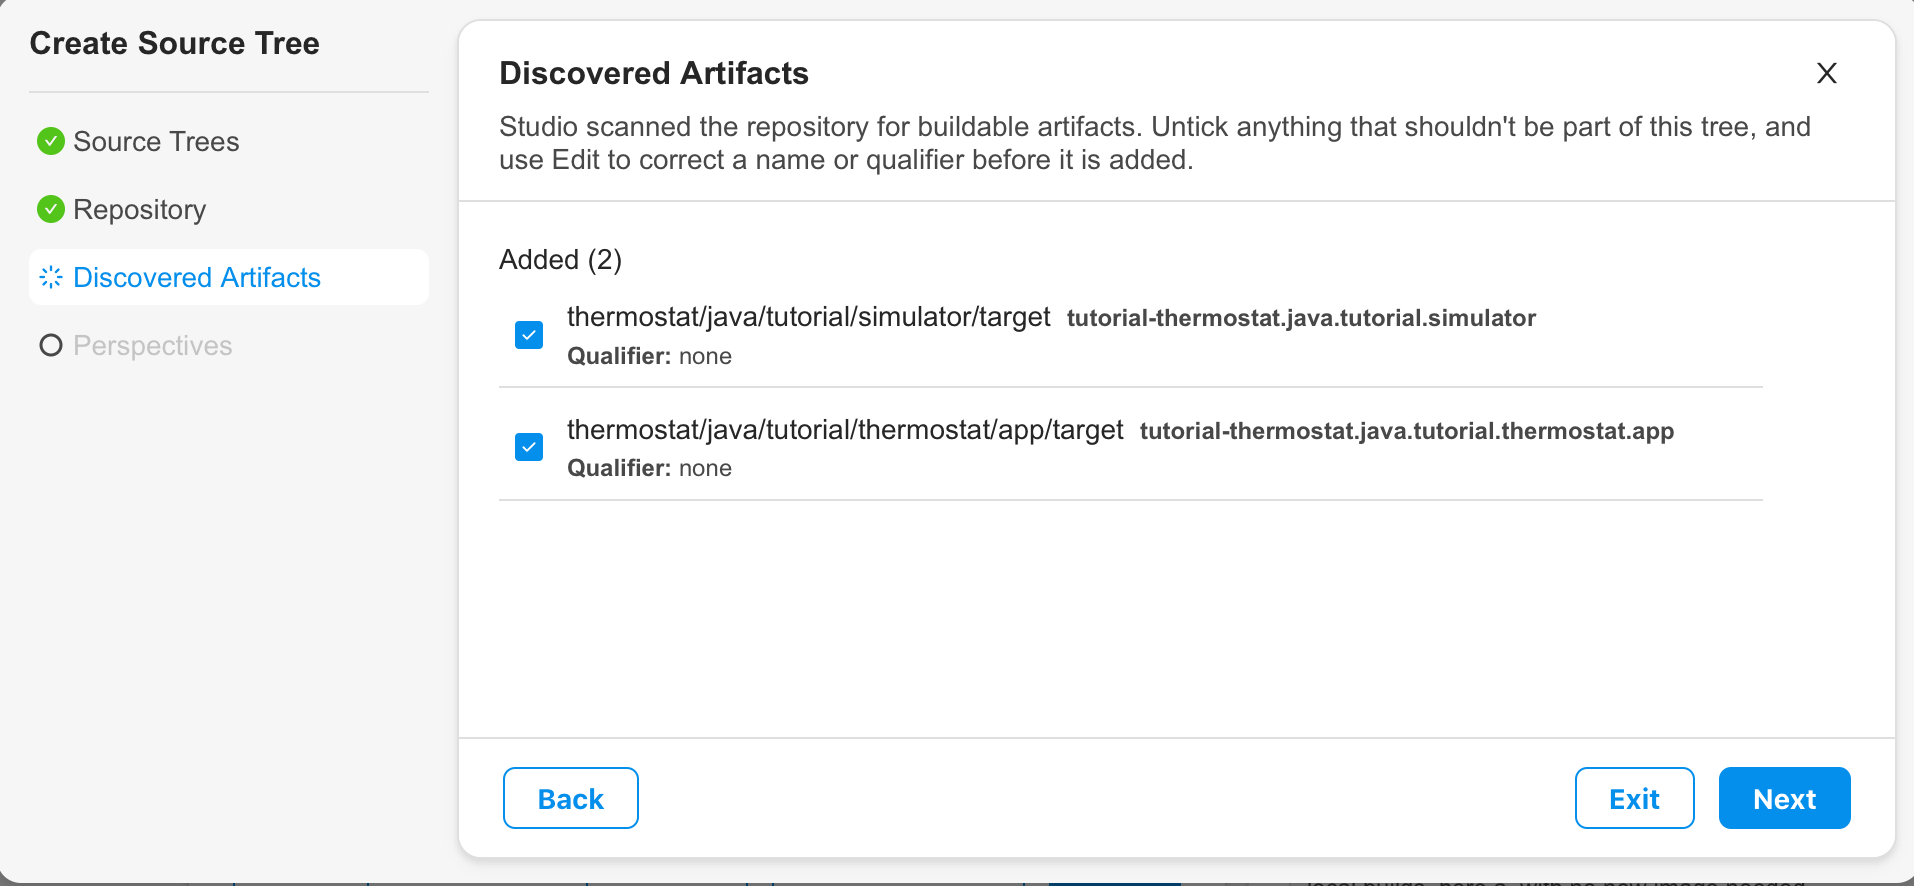 Create Source Tree
Source Trees
Repository
Discovered Artifacts
Perspectives
Discovered Artifacts
X
Studio scanned the repository for buildable artifacts. Untick anything that shouldn't be part of this tree, and
use Edit to correct a name or qualifier before it is added.
Added (2)
thermostat/java/tutorial/simulator/target tutorial-thermostat.java.tutorial.simulator
Qualifier: none
thermostat/java/tutorial/thermostat/app/target tutorial-thermostat.java.tutorial.thermostat.app
Qualifier: none
Back
Exit
Next